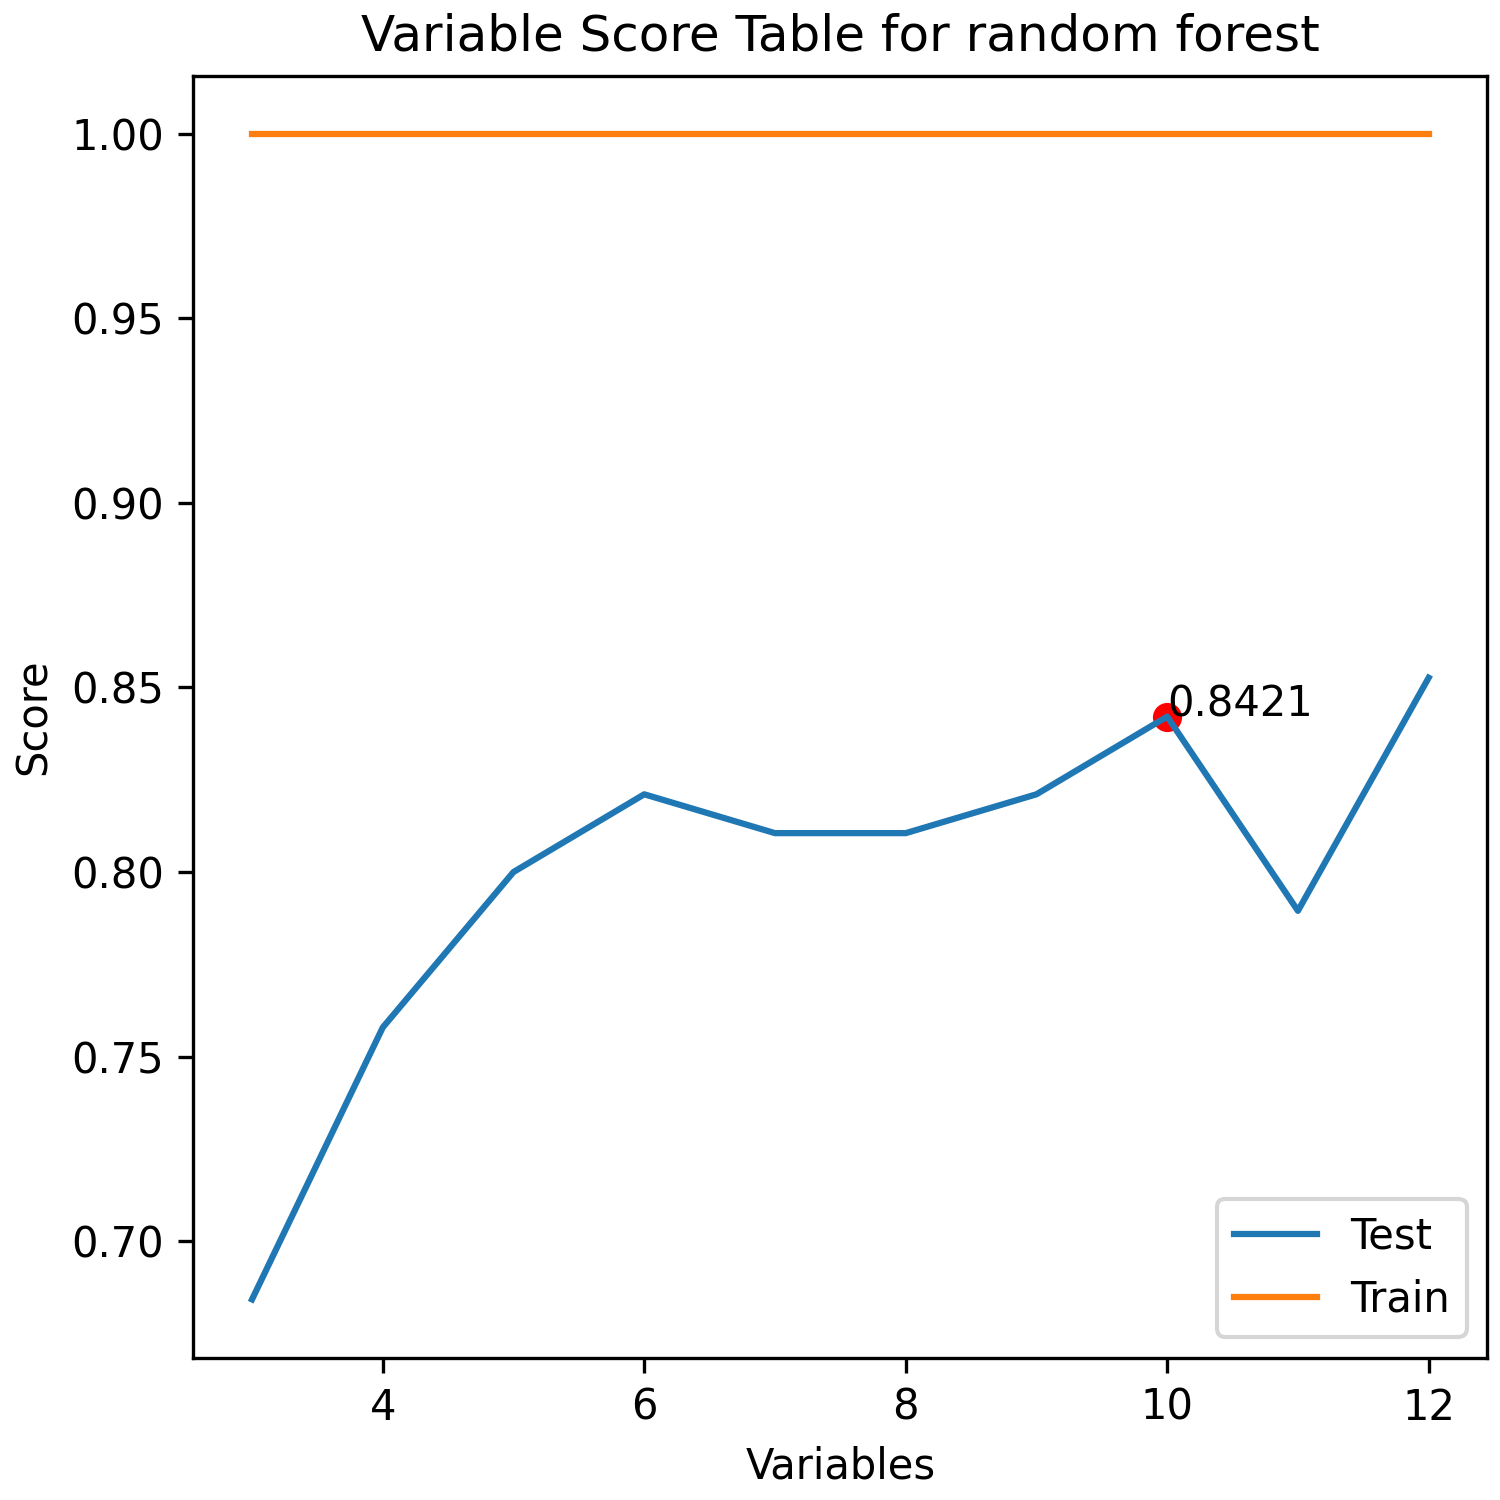 Variable Score Table for random forest
1.00
0.95
0.90
0.85
0.80
0.75
0.70
Score
0.8421
Test
Train
4 6 8 10 12
Variables